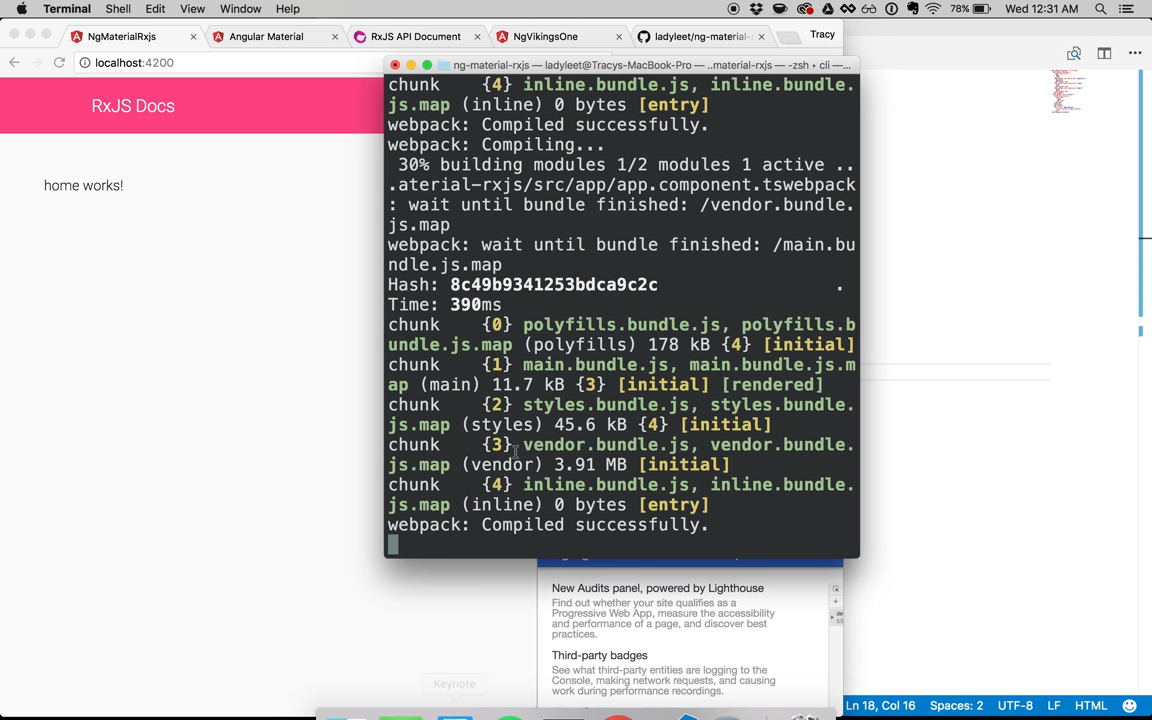 Terminal Shell Edit View Window Help 78% Wed 12:31 AM
NgMaterialRxjs Angular Material RxJS API Document NgVikingsOne ladyleet/ng-material- Tracy
localhost:4200
ng-material-rxjs — ladyleet@Tracys-MacBook-Pro — ..material-rxjs — -zsh ▸ cli —...
RxJS Docs
home works!
chunk    {4} inline.bundle.js, inline.bundle.
js.map (inline) 0 bytes [entry]
webpack: Compiled successfully.
webpack: Compiling...
30% building modules 1/2 modules 1 active ..
.aterial-rxjs/src/app/app.component.tswebpack
: wait until bundle finished: /vendor.bundle.
js.map
webpack: wait until bundle finished: /main.bu
ndle.js.map
Hash: 8c49b9341253bdca9c2c .
Time: 390ms
chunk    {0} polyfills.bundle.js, polyfills.b
undle.js.map (polyfills) 178 kB {4} [initial]
chunk    {1} main.bundle.js, main.bundle.js.m
ap (main) 11.7 kB {3} [initial] [rendered]
chunk    {2} styles.bundle.js, styles.bundle.
js.map (styles) 45.6 kB {4} [initial]
chunk    {3} vendor.bundle.js, vendor.bundle.
js.map (vendor) 3.91 MB [initial]
chunk    {4} inline.bundle.js, inline.bundle.
js.map (inline) 0 bytes [entry]
webpack: Compiled successfully.
New Audits panel, powered by Lighthouse
Find out whether your site qualifies as a
Progressive Web App, measure the accessibility
and performance of a page, and discover best
practices.
Third-party badges
See what third-party entities are logging to the
Console, making network requests, and causing
work during performance recordings.
Keynote
Ln 18, Col 16 Spaces: 2 UTF-8 LF HTML